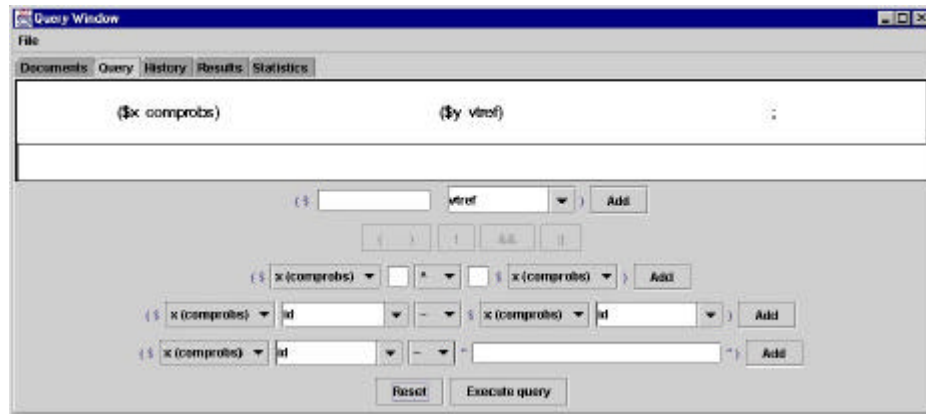 Query Window
File
Documents Query History Results Statistics
($x comprobs) ($y vtref) ;
( $ vtref ) Add
( ) ! && ||
( $ x (comprobs) ^ $ x (comprobs) ) Add
( $ x (comprobs) id ~ $ x (comprobs) id ) Add
( $ x (comprobs) id ~ " " ) Add
Reset Execute query